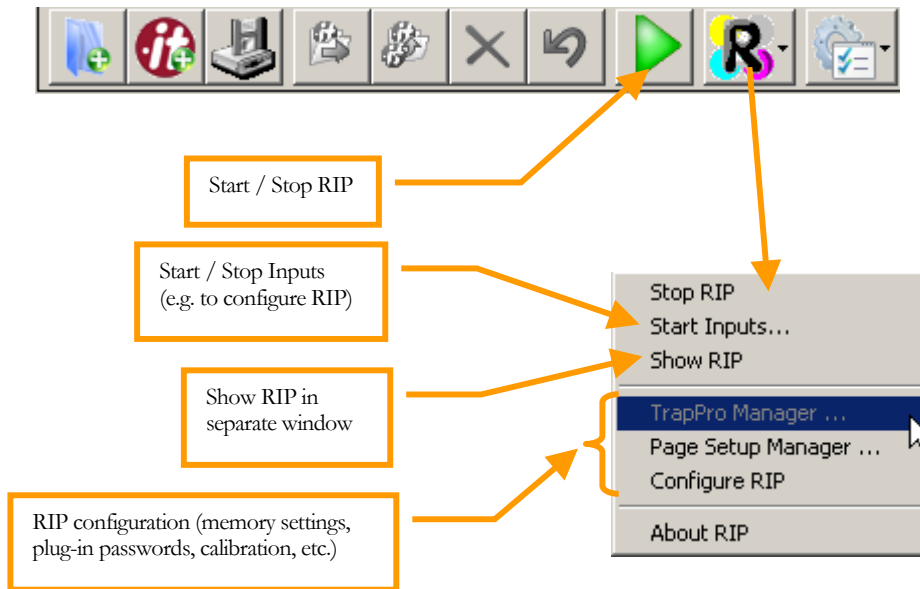 ·it
R
Start / Stop RIP
Start / Stop Inputs
(e.g. to configure RIP)
Show RIP in
separate window
RIP configuration (memory settings,
plug-in passwords, calibration, etc.)
Stop RIP
Start Inputs...
Show RIP
TrapPro Manager ...
Page Setup Manager ...
Configure RIP
About RIP